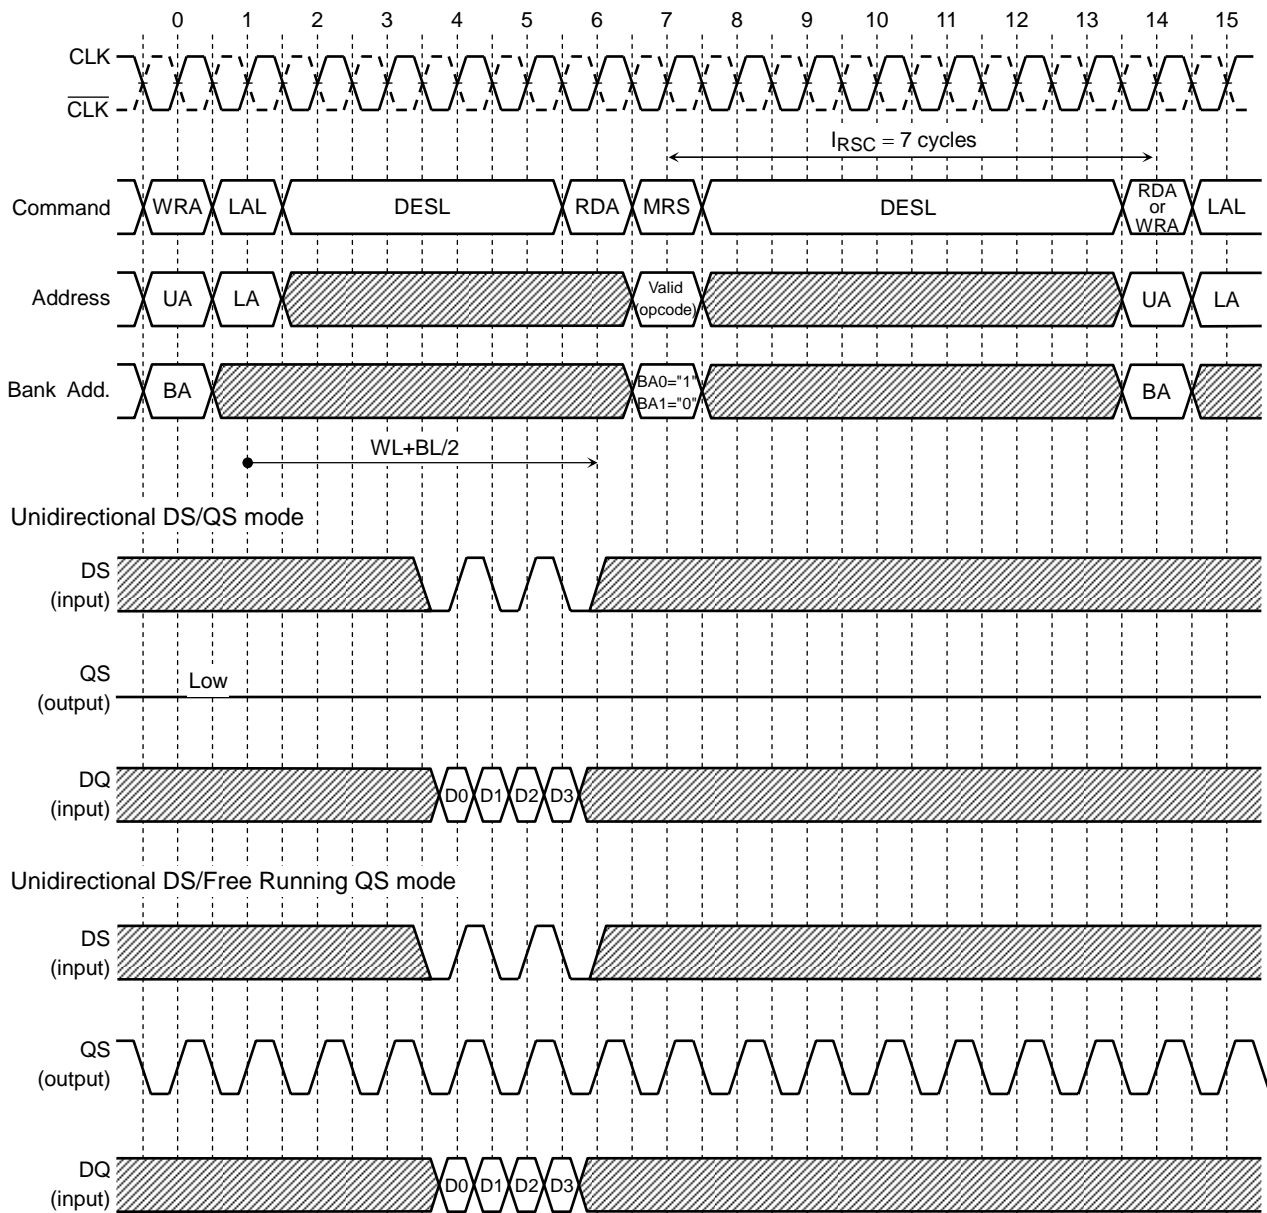 0 1 2 3 4 5 6 7 8 9 10 11 12 13 14 15
CLK
CLK
IRSC = 7 cycles
Command WRA LAL DESL RDA MRS DESL RDA or WRA LAL
Address UA LA Valid (opcode) UA LA
Bank Add. BA BA0="1" BA1="0" BA
WL+BL/2
Unidirectional DS/QS mode
DS
(input)
QS
Low
(output)
DQ
(input)
D0 D1 D2 D3
Unidirectional DS/Free Running QS mode
DS
(input)
QS
(output)
DQ
(input)
D0 D1 D2 D3